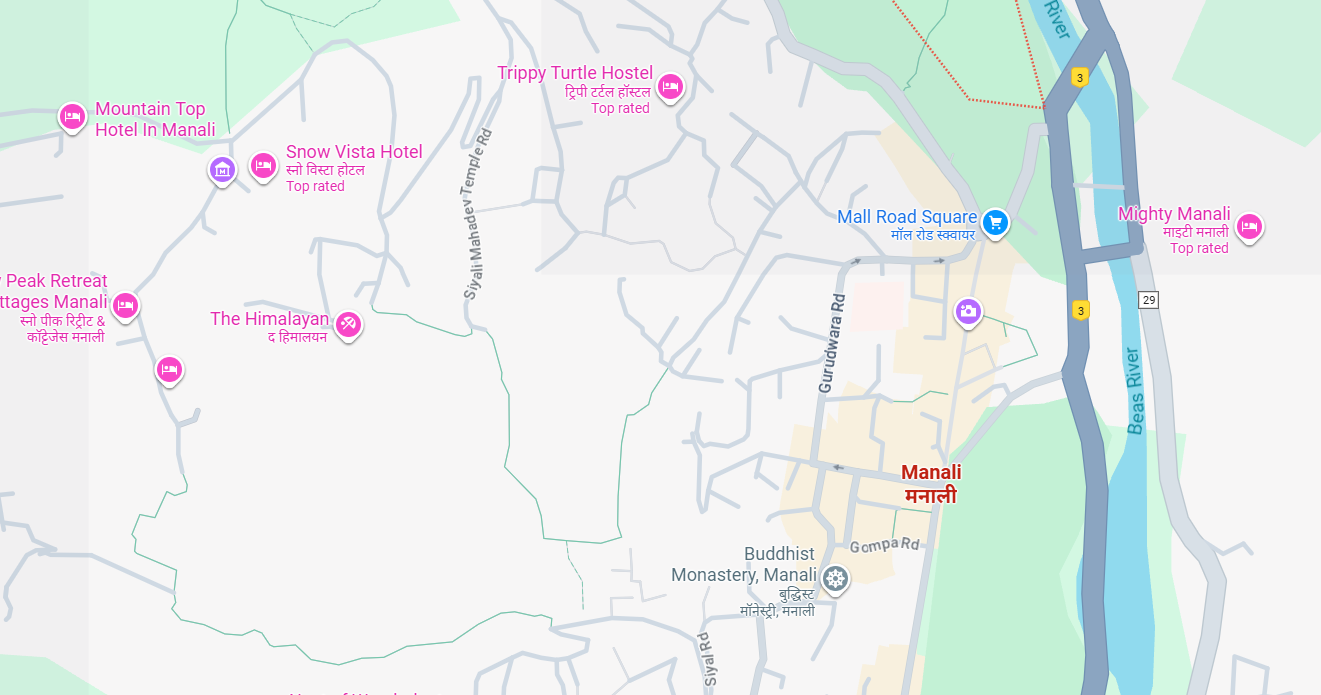 River
Trippy Turtle Hostel
ट्रिपी टर्टल हॉस्टल
Top rated
3
Mountain Top
Hotel In Manali
Snow Vista Hotel
स्नो विस्टा होटल
Top rated
Siyali Mahadev Temple Rd
Mall Road Square
मॉल रोड स्क्वायर
Mighty Manali
माइटी मनाली
Top rated
Peak Retreat
ttages Manali
स्नो पीक रिट्रीट &
कॉट्टेजेस मनाली
The Himalayan
द हिमालयन
Gurudwara Rd
3
29
Beas River
Manali
मनाली
Gompa Rd
Buddhist
Monastery, Manali
बुद्धिस्ट
मॉनेस्ट्री, मनाली
Siyal Rd